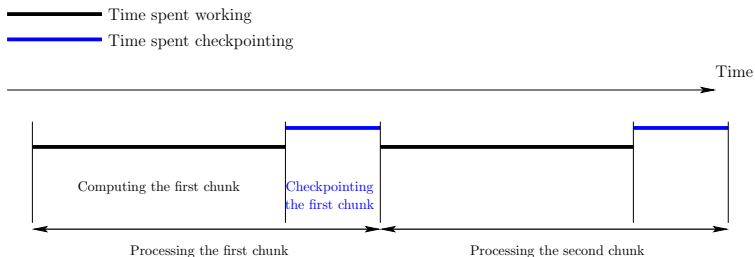 Time spent working
Time spent checkpointing
Time
Computing the first chunk
Checkpointing
the first chunk
Processing the first chunk
Processing the second chunk